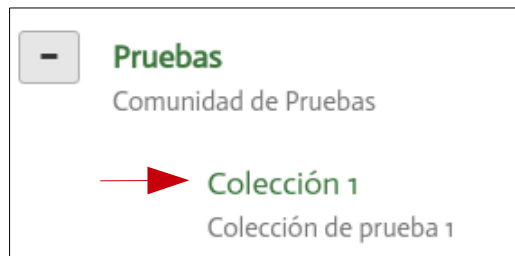 Pruebas
Comunidad de Pruebas
Colección 1
Colección de prueba 1